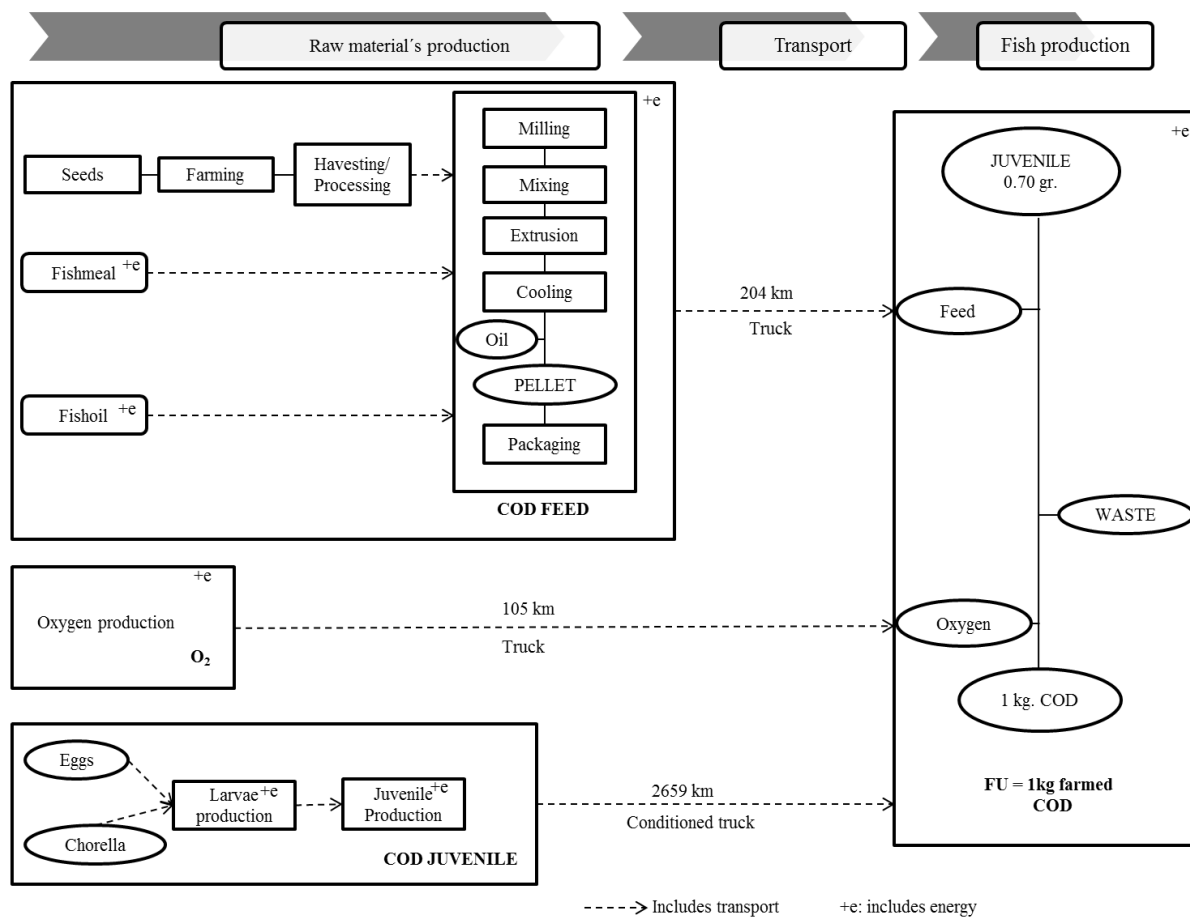 Raw material´s production
Transport
Fish production
+e
Milling
Seeds
Farming
Havesting/
Processing
Mixing
Extrusion
Fishmeal
+e
Cooling
Oil
PELLET
Fishoil
+e
Packaging
COD FEED
204 km
Truck
+e
JUVENILE
0.70 gr.
Feed
WASTE
Oxygen
1 kg. COD
FU = 1kg farmed
COD
+e
Oxygen production
O₂
105 km
Truck
Eggs
Chorella
Larvae +e
production
Juvenile +e
Production
COD JUVENILE
2659 km
Conditioned truck
Includes transport
+e: includes energy